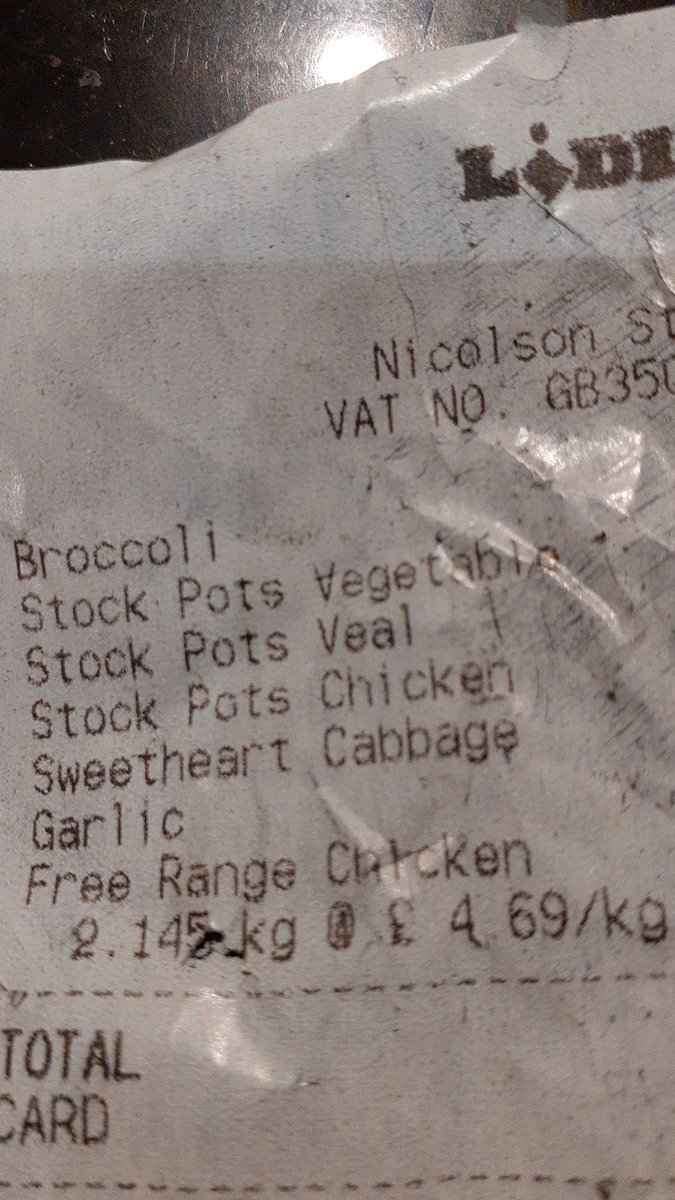 LiDL
Nicolson St
VAT NO. GB350
Broccoli
Stock Pots Vegetable
Stock Pots Veal
Stock Pots Chicken
Sweetheart Cabbage
Garlic
Free Range Chicken
2.145 kg @ £ 4.69/kg
TOTAL
CARD